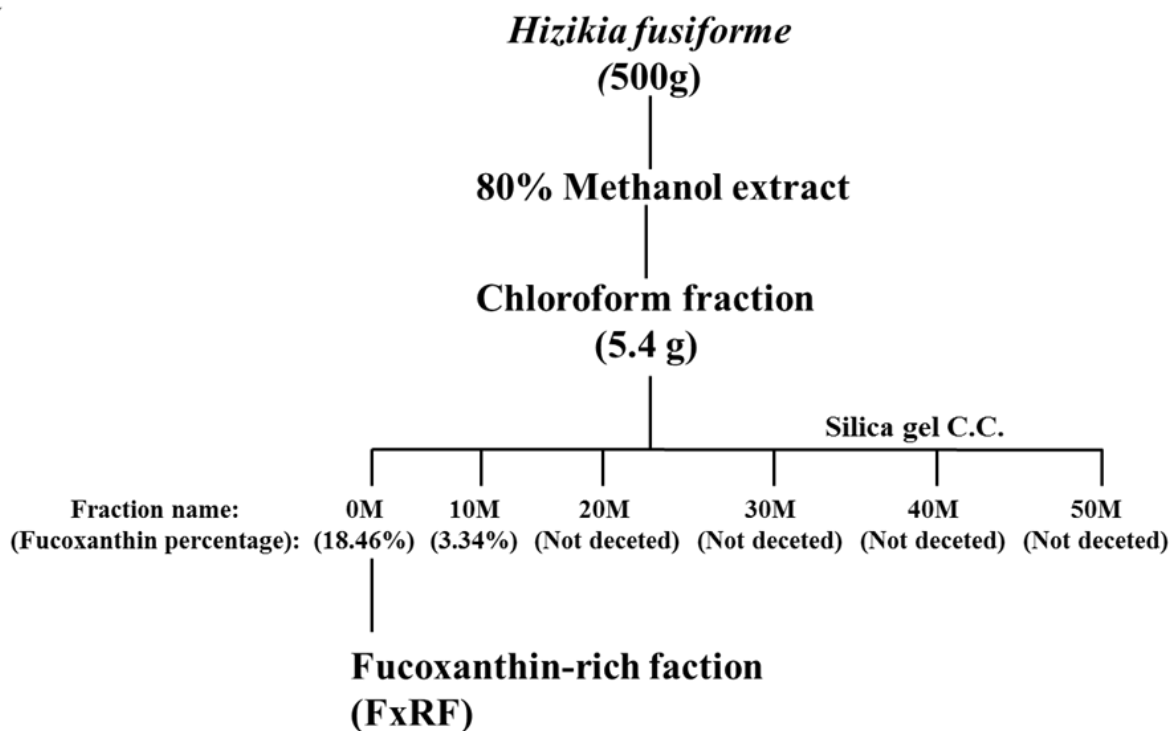 Hizikia fusiforme
(500g)
80% Methanol extract
Chloroform fraction
(5.4 g)
Silica gel C.C.
Fraction name: 0M 10M 20M 30M 40M 50M
(Fucoxanthin percentage): (18.46%) (3.34%) (Not deceted) (Not deceted) (Not deceted) (Not deceted)
Fucoxanthin-rich faction
(FxRF)